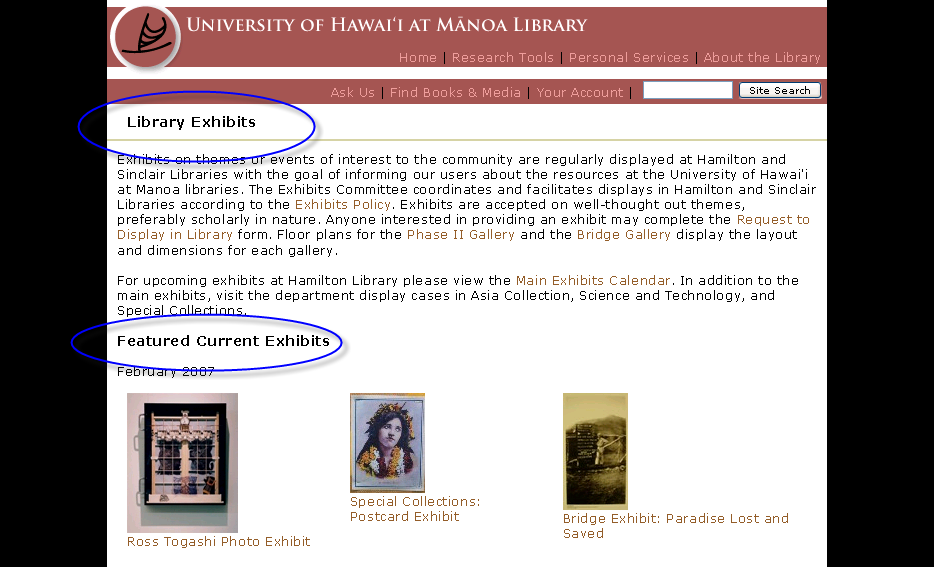 UNIVERSITY OF HAWAIʻI AT MĀNOA LIBRARY
Home | Research Tools | Personal Services | About the Library
Ask Us | Find Books & Media | Your Account | Site Search
Library Exhibits
Exhibits on themes or events of interest to the community are regularly displayed at Hamilton and
Sinclair Libraries with the goal of informing our users about the resources at the University of Hawai'i
at Manoa libraries. The Exhibits Committee coordinates and facilitates displays in Hamilton and Sinclair
Libraries according to the Exhibits Policy. Exhibits are accepted on well-thought out themes,
preferably scholarly in nature. Anyone interested in providing an exhibit may complete the Request to
Display in Library form. Floor plans for the Phase II Gallery and the Bridge Gallery display the layout
and dimensions for each gallery.
For upcoming exhibits at Hamilton Library please view the Main Exhibits Calendar. In addition to the
main exhibits, visit the department display cases in Asia Collection, Science and Technology, and
Special Collections.
Featured Current Exhibits
February 2007
Ross Togashi Photo Exhibit
Special Collections:
Postcard Exhibit
Bridge Exhibit: Paradise Lost and
Saved